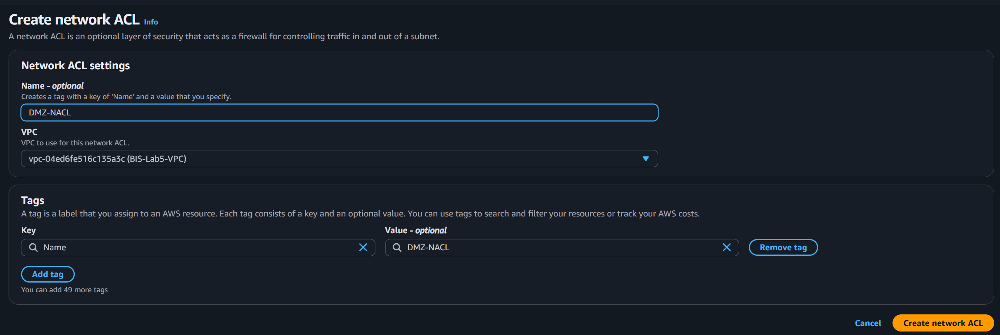 Create network ACL Info
A network ACL is an optional layer of security that acts as a firewall for controlling traffic in and out of a subnet.
Network ACL settings
Name - optional
Creates a tag with a key of 'Name' and a value that you specify.
DMZ-NACL
VPC
VPC to use for this network ACL.
vpc-04ed6fe516c135a3c (BIS-Lab5-VPC)
Tags
A tag is a label that you assign to an AWS resource. Each tag consists of a key and an optional value. You can use tags to search and filter your resources or track your AWS costs.
Key Value - optional
Name DMZ-NACL Remove tag
Add tag
You can add 49 more tags
Cancel Create network ACL